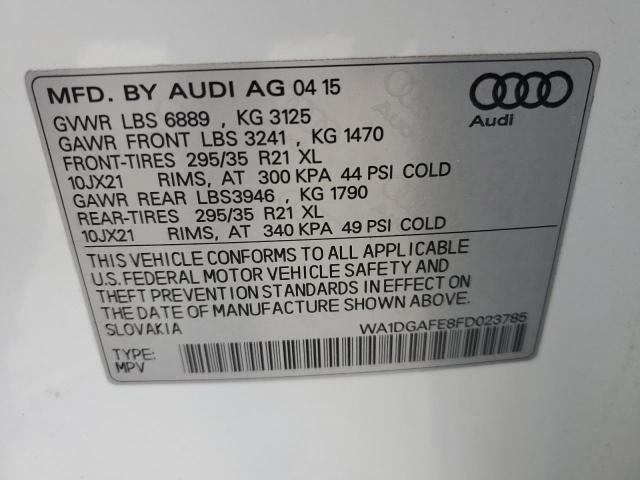 MFD. BY AUDI AG 04 15
GVWR LBS 6889 , KG 3125
GAWR FRONT LBS 3241 , KG 1470
FRONT-TIRES 295/35 R21 XL
10JX21 RIMS, AT 300 KPA 44 PSI COLD
GAWR REAR LBS3946 , KG 1790
REAR-TIRES 295/35 R21 XL
10JX21 RIMS, AT 340 KPA 49 PSI COLD
Audi
THIS VEHICLE CONFORMS TO ALL APPLICABLE
U.S. FEDERAL MOTOR VEHICLE SAFETY AND
THEFT PREVENTION STANDARDS IN EFFECT ON
THE DATE OF MANUFACTURE SHOWN ABOVE.
SLOVAKIA WA1DGAFE8FD023785
TYPE:
MPV